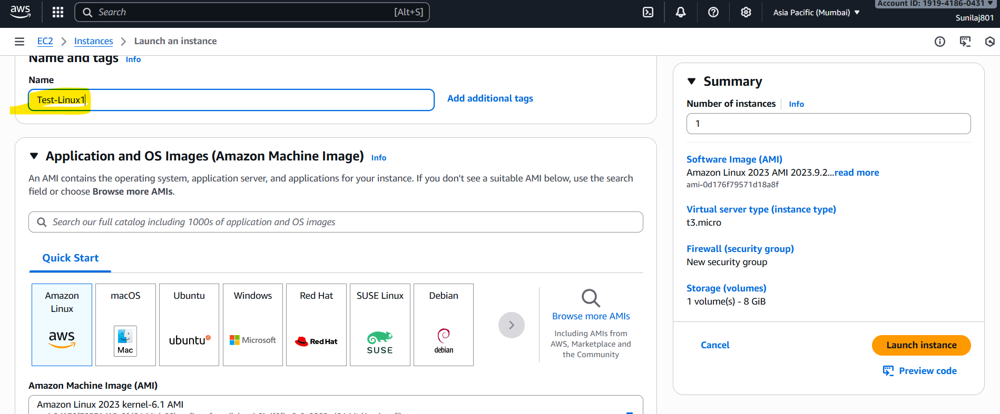 aws
Search [Alt+S]
Asia Pacific (Mumbai)
Account ID: 1919-4186-0431
Sunilaj801
EC2 > Instances > Launch an instance
Name and tags Info
Name
Test-Linux1
Add additional tags
Application and OS Images (Amazon Machine Image) Info
An AMI contains the operating system, application server, and applications for your instance. If you don't see a suitable AMI below, use the search
field or choose Browse more AMIs.
Search our full catalog including 1000s of application and OS images
Quick Start
Amazon
Linux
aws
macOS
Mac
Ubuntu
ubuntu
Windows
Microsoft
Red Hat
Red Hat
SUSE Linux
SUSE
Debian
debian
Browse more AMIs
Including AMIs from
AWS, Marketplace and
the Community
Amazon Machine Image (AMI)
Amazon Linux 2023 kernel-6.1 AMI
Summary
Number of instances Info
1
Software Image (AMI)
Amazon Linux 2023 AMI 2023.9.2...read more
ami-0d176f79571d18a8f
Virtual server type (instance type)
t3.micro
Firewall (security group)
New security group
Storage (volumes)
1 volume(s) - 8 GiB
Cancel
Launch instance
Preview code